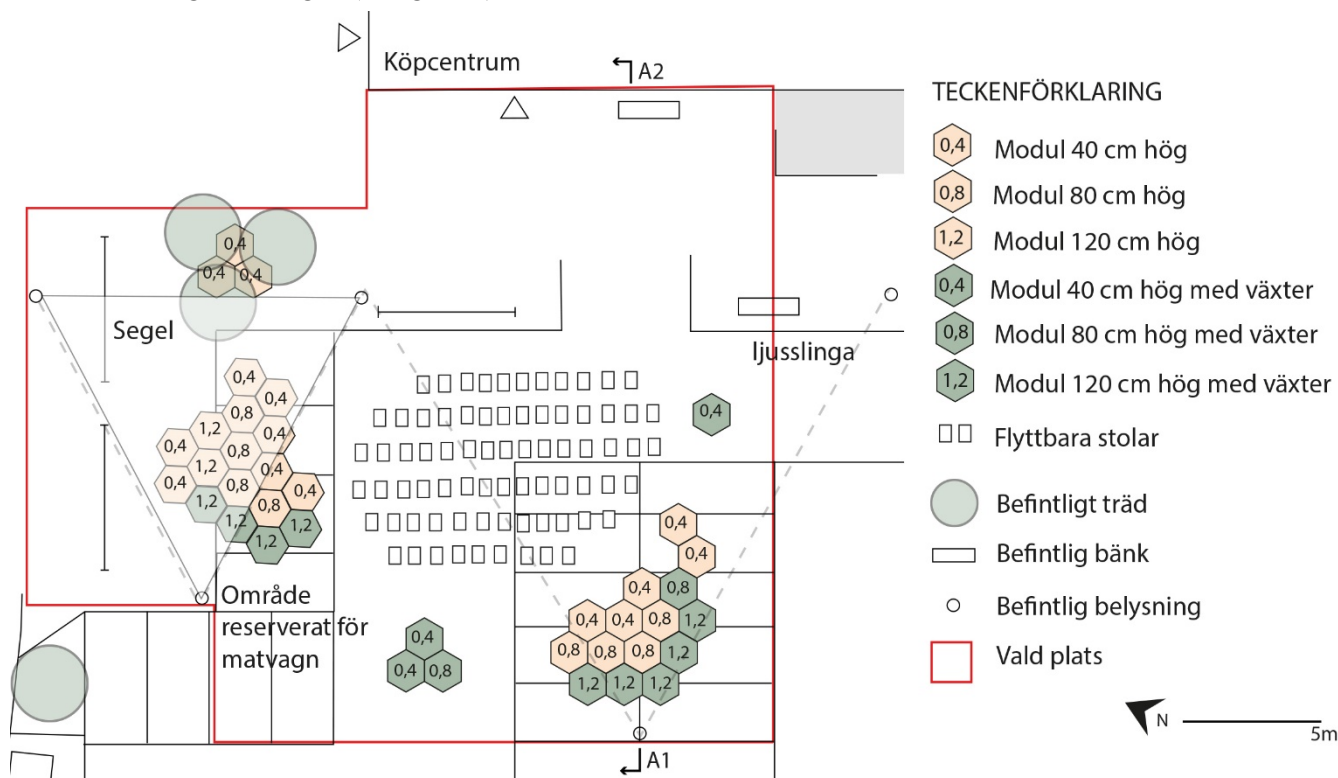 Köpcentrum
A2
TECKENFÖRKLARING
0,4 Modul 40 cm hög
0,8 Modul 80 cm hög
1,2 Modul 120 cm hög
0,4 Modul 40 cm hög med växter
0,8 Modul 80 cm hög med växter
1,2 Modul 120 cm hög med växter
Flyttbara stolar
Befintligt träd
Befintlig bänk
Befintlig belysning
Vald plats
N
5m
0,4
0,4 0,4
Segel
ljusslinga
0,4
0,4
0,8
1,2 0,4
0,4 0,8
1,2 0,4
0,4 0,8 0,4
1,2 0,8
1,2 1,2
1,2
0,4
Område
reserverat för
matvagn
0,4
0,4 0,8
0,4
0,4
0,4 0,8
0,4 0,4 0,8 1,2
0,8 0,8 0,8 1,2
1,2 1,2 1,2
A1